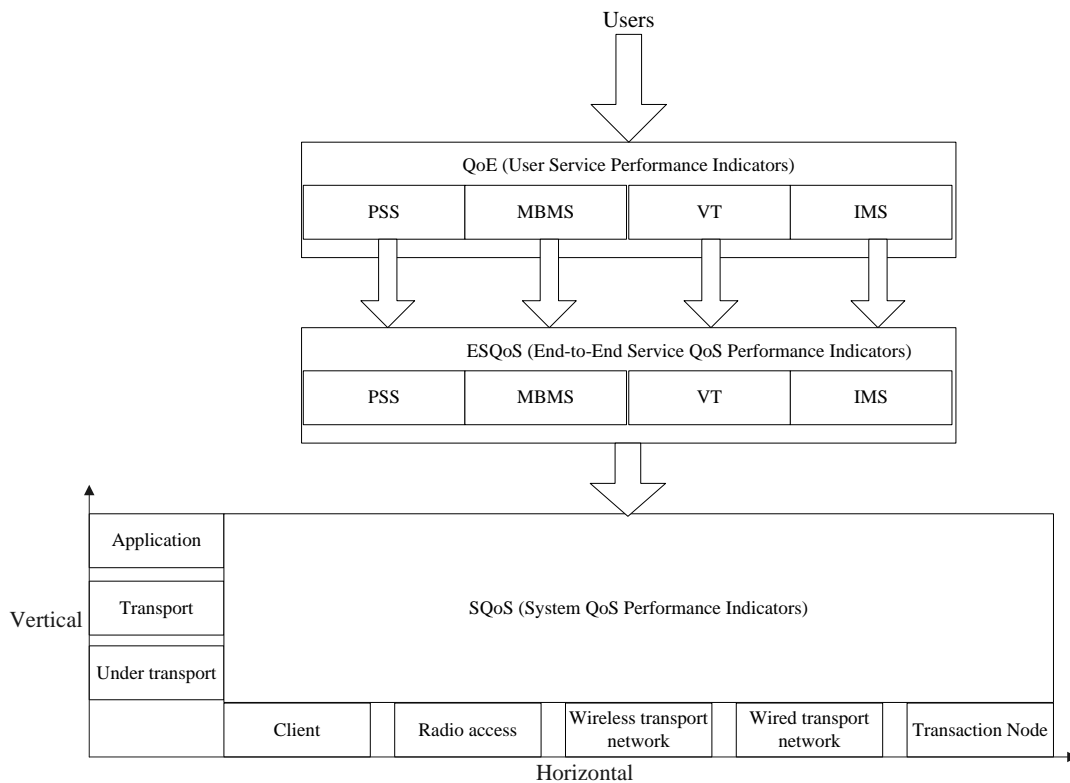 Users
QoE (User Service Performance Indicators)
PSS
MBMS
VT
IMS
ESQoS (End-to-End Service QoS Performance Indicators)
PSS
MBMS
VT
IMS
Application
SQoS (System QoS Performance Indicators)
Vertical
Transport
Under transport
Client
Radio access
Wireless transport
network
Wired transport
network
Transaction Node
Horizontal